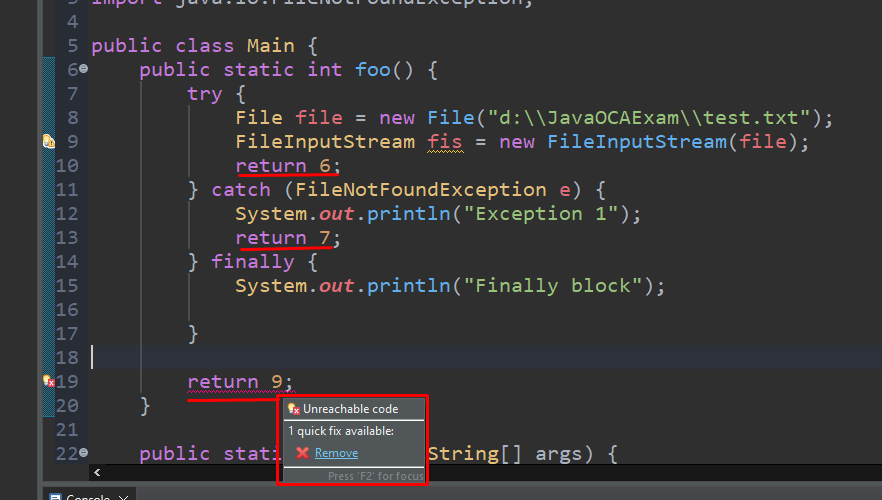 3 import java.io.FileNotFoundException;
4
5 public class Main {
6 public static int foo() {
7 try {
8 File file = new File("d:\\JavaOCAExam\\test.txt");
9 FileInputStream fis = new FileInputStream(file);
10 return 6;
11 } catch (FileNotFoundException e) {
12 System.out.println("Exception 1");
13 return 7;
14 } finally {
15 System.out.println("Finally block");
16
17 }
18
19 return 9;
20 }
Unreachable code
21
1 quick fix available:
22 public stati String[] args) {
Remove
Press 'F2' for focus
Console